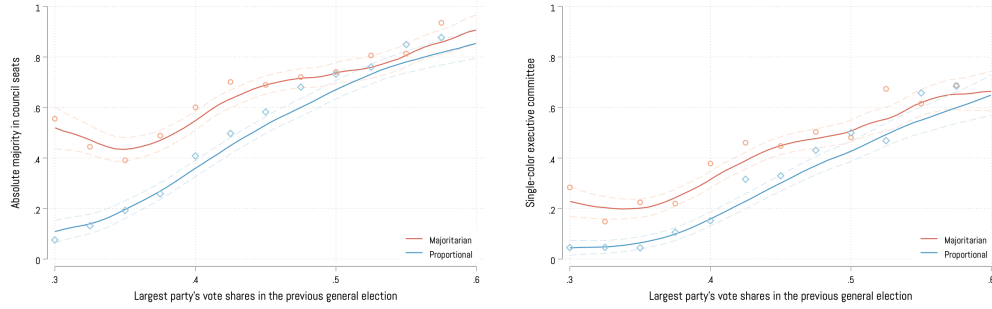 Absolute majority in council seats
1
.8
.6
.4
.2
0
.3
.4
.5
.6
Largest party's vote shares in the previous general election
Majoritarian
Proportional
Single-color executive committee
1
.8
.6
.4
.2
0
.3
.4
.5
.6
Largest party's vote shares in the previous general election
Majoritarian
Proportional